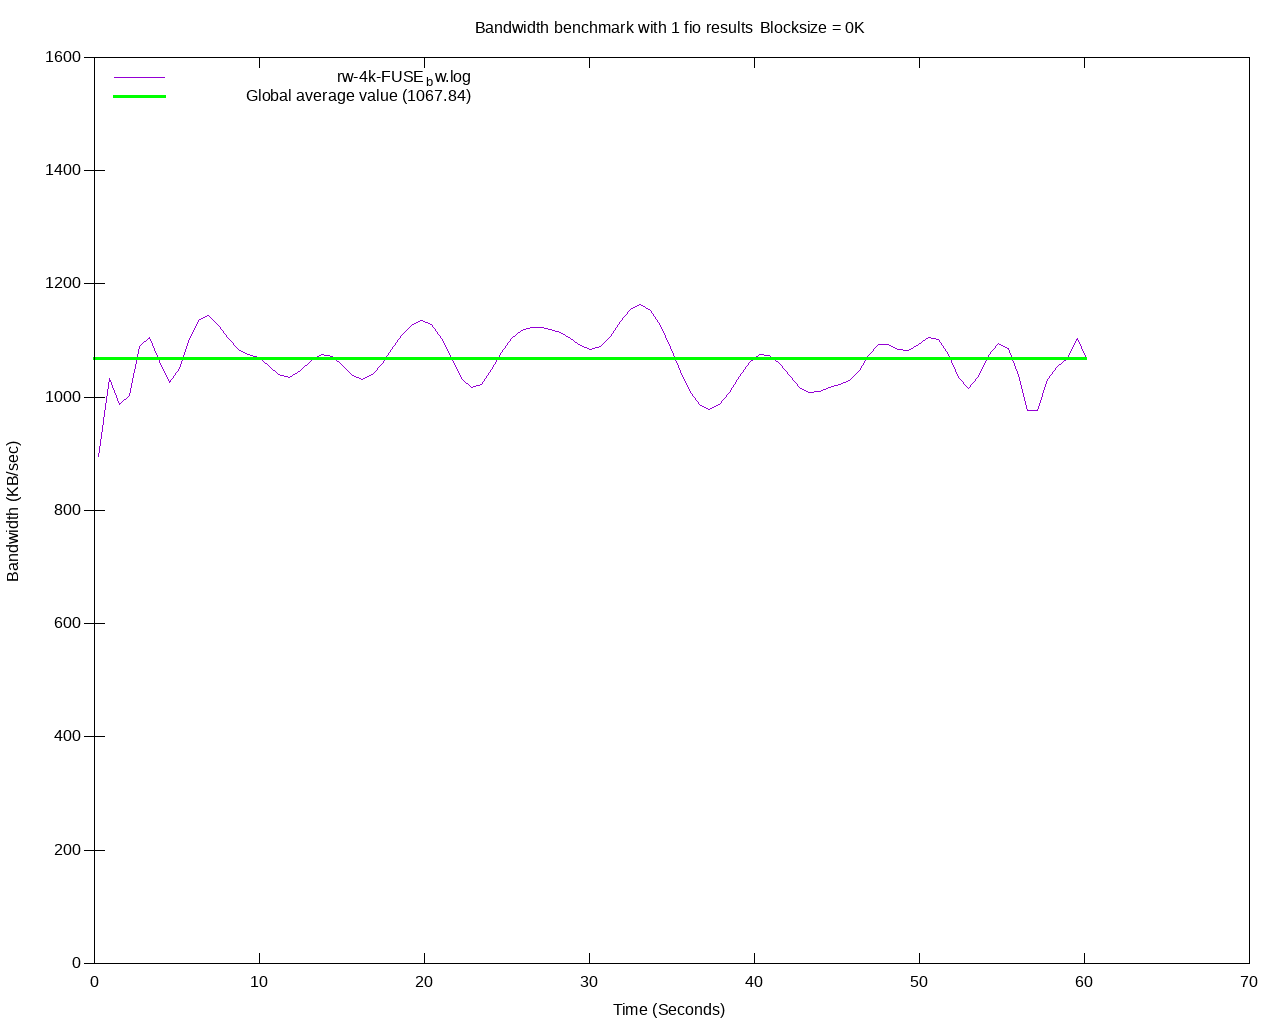 Bandwidth benchmark with 1 fio results Blocksize = 0K
rw-4k-FUSE_bw.log
Global average value (1067.84)
1600
1400
1200
1000
800
600
400
200
0
0 10 20 30 40 50 60 70
Bandwidth (KB/sec)
Time (Seconds)